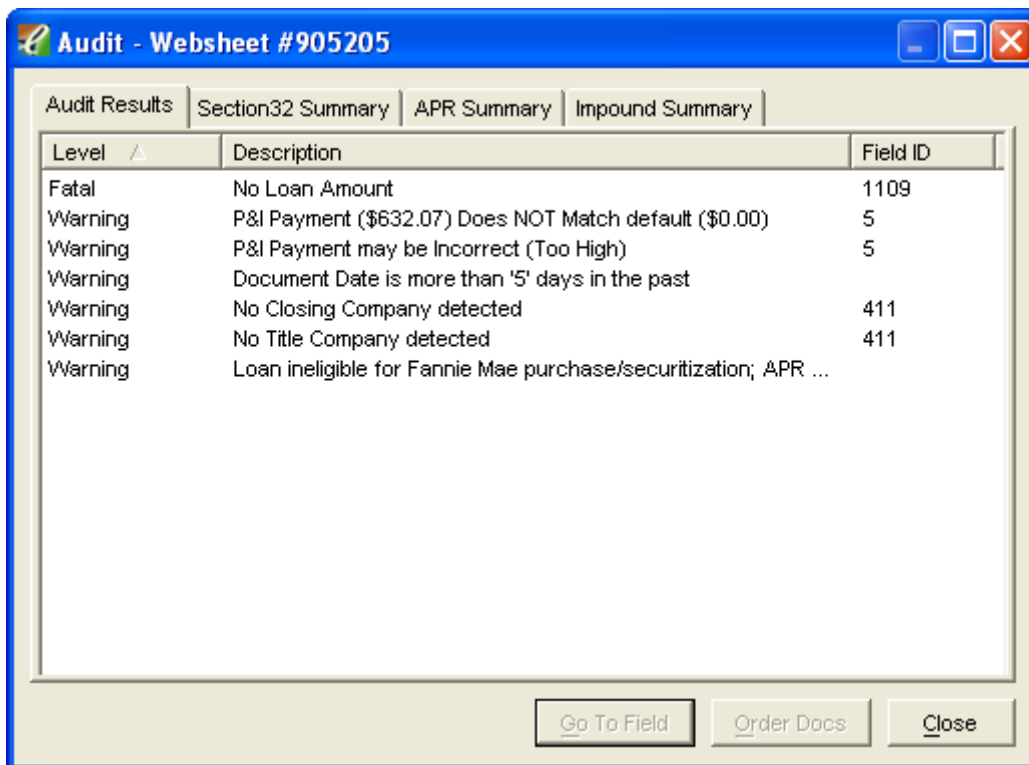 Audit - Websheet #905205
Audit Results Section32 Summary APR Summary Impound Summary
Level Description Field ID
Fatal No Loan Amount 1109
Warning P&I Payment ($632.07) Does NOT Match default ($0.00) 5
Warning P&I Payment may be Incorrect (Too High) 5
Warning Document Date is more than '5' days in the past
Warning No Closing Company detected 411
Warning No Title Company detected 411
Warning Loan ineligible for Fannie Mae purchase/securitization; APR ...
Go To Field Order Docs Close